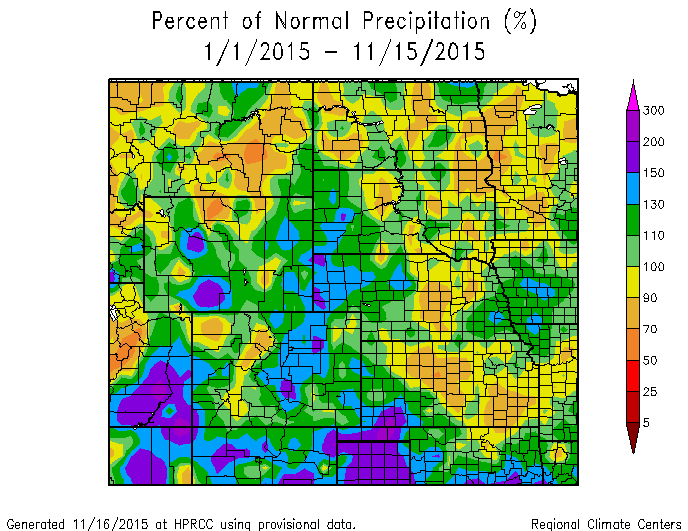 Percent of Normal Precipitation (%)
1/1/2015 – 11/15/2015
300
200
150
130
110
100
90
70
50
25
5
Generated 11/16/2015 at HPRCC using provisional data.
Regional Climate Centers